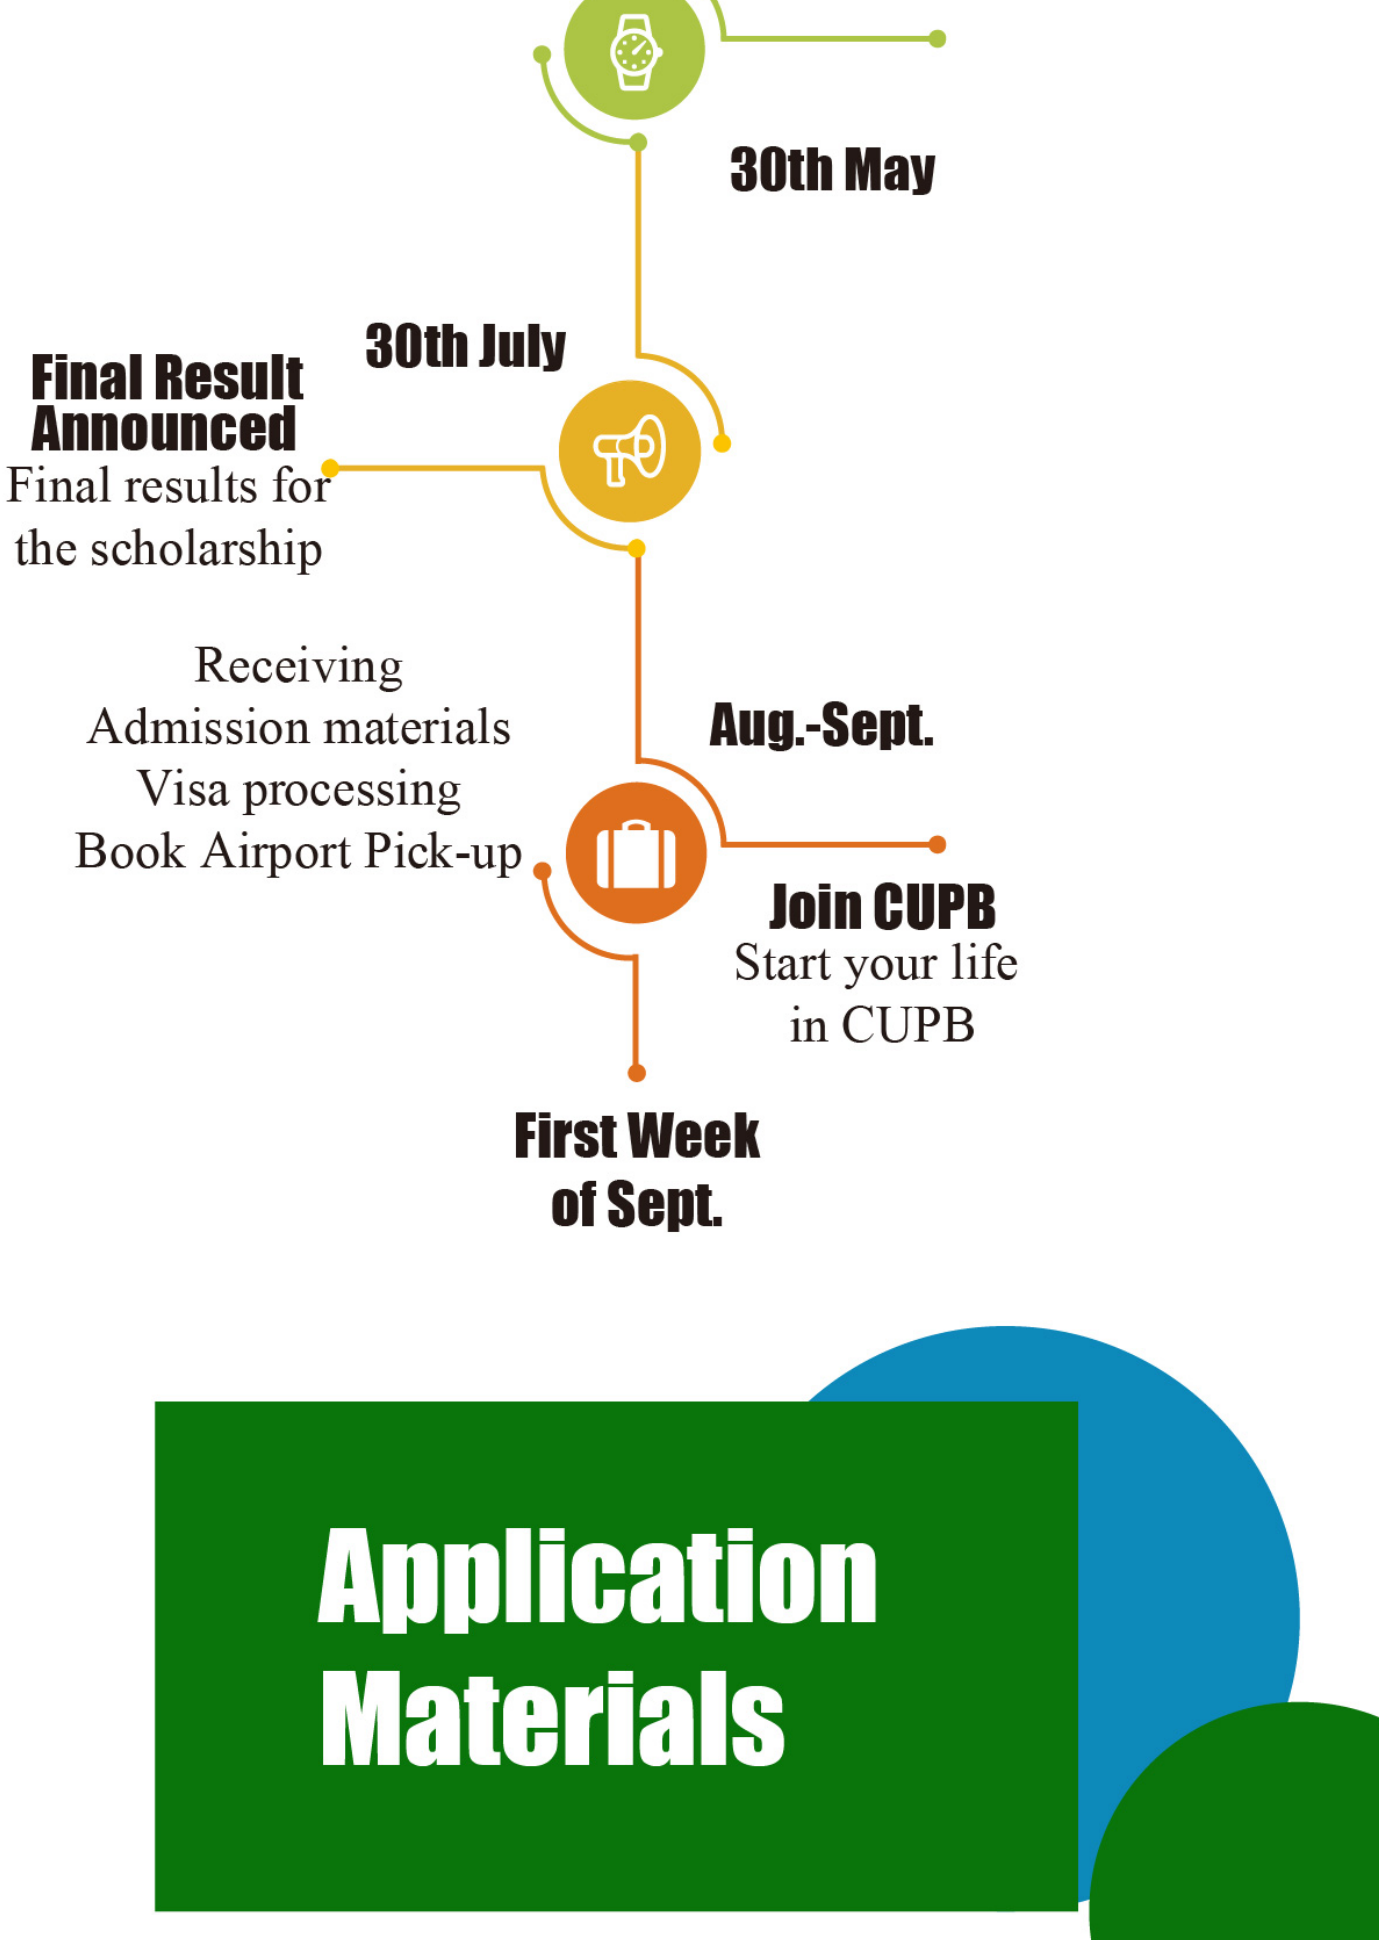 30th May
30th July
Final Result
Announced
Final results for
the scholarship
Receiving
Admission materials
Visa processing
Book Airport Pick-up
Aug.-Sept.
Join CUPB
Start your life
in CUPB
First Week
of Sept.
Application
Materials